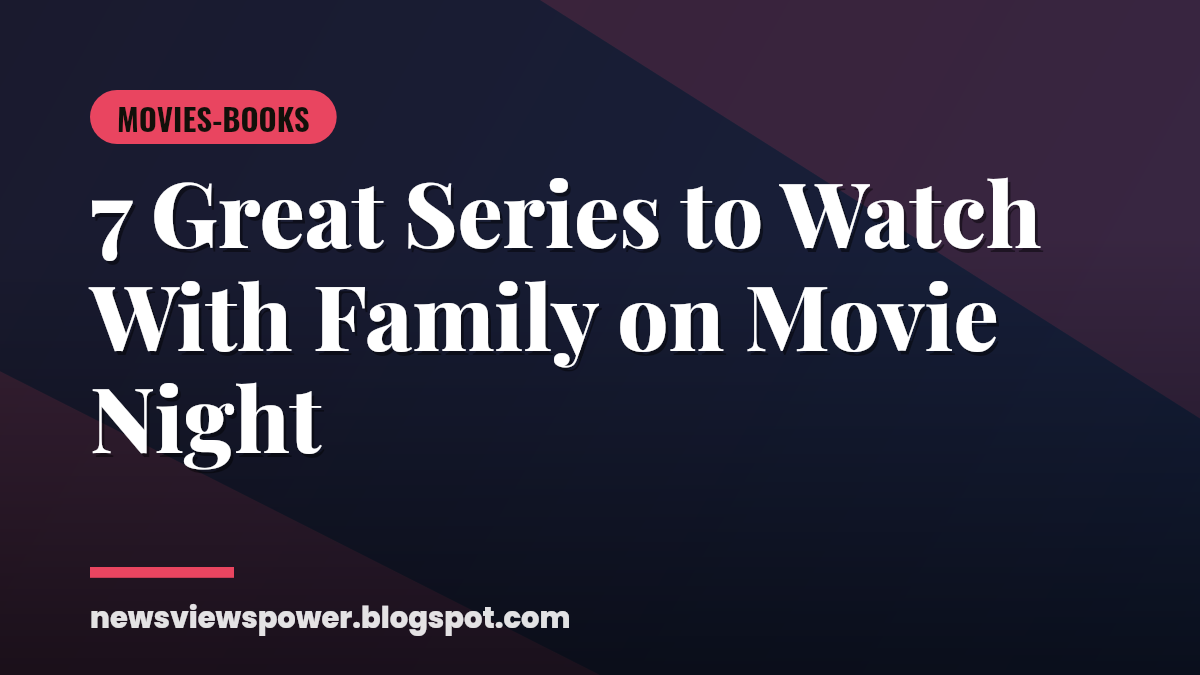 MOVIES-BOOKS
7 Great Series to Watch
With Family on Movie
Night
newsviewspower.blogspot.com